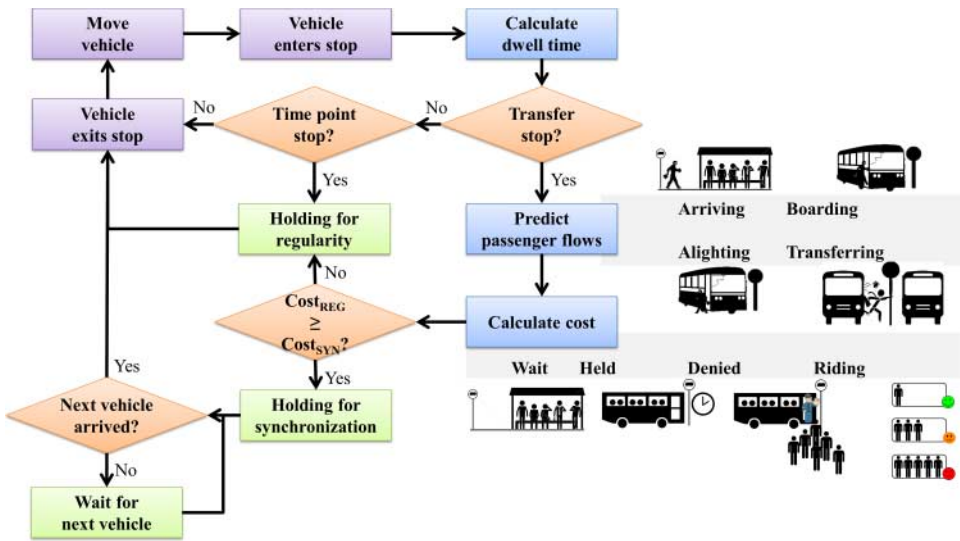 Move
vehicle
Vehicle
enters stop
Calculate
dwell time
Vehicle
exits stop
No
Time point
stop?
No
Transfer
stop?
Yes
Yes
Holding for
regularity
Predict
passenger flows
Arriving
Boarding
Alighting
Transferring
No
CostREG
≥
CostSYN?
Calculate cost
Yes
Yes
Wait
Held
Denied
Riding
Next vehicle
arrived?
Holding for
synchronization
No
Wait for
next vehicle